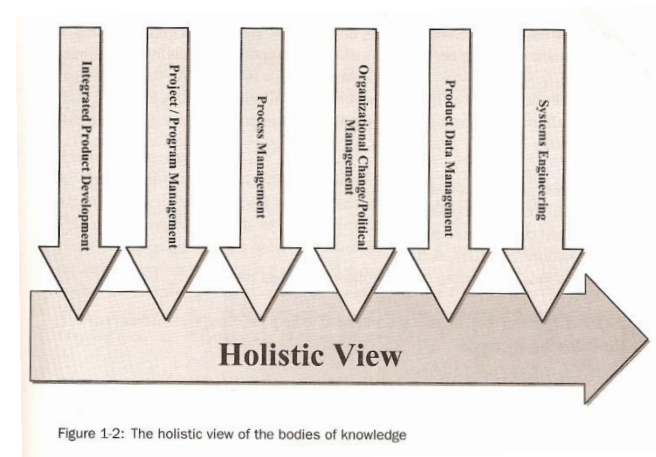 Integrated Product Development
Project / Program Management
Process Management
Organizational Change/Political
Management
Product Data Management
Systems Engineering
Holistic View
Figure 1-2: The holistic view of the bodies of knowledge